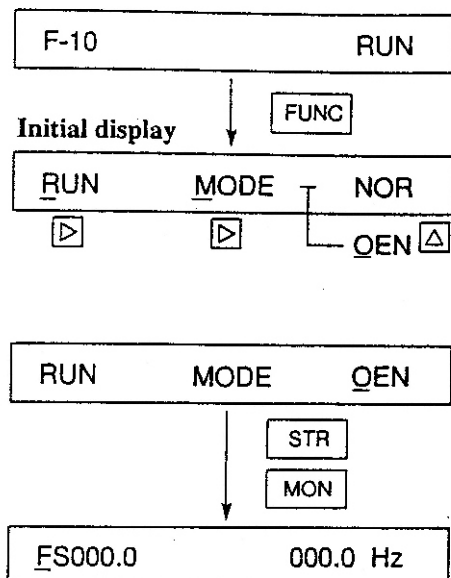 F-10 RUN
FUNC
Initial display
RUN MODE NOR
OEN
RUN MODE OEN
STR
MON
FS000.0 000.0 Hz